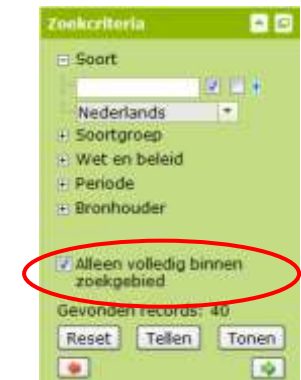 Zoekcriteria
Soort
Nederlands
Soortgroep
Wet en beleid
Periode
Bronhouder
Alleen volledig binnen
zoekgebied
Gevonden records: 40
Reset Tellen Tonen